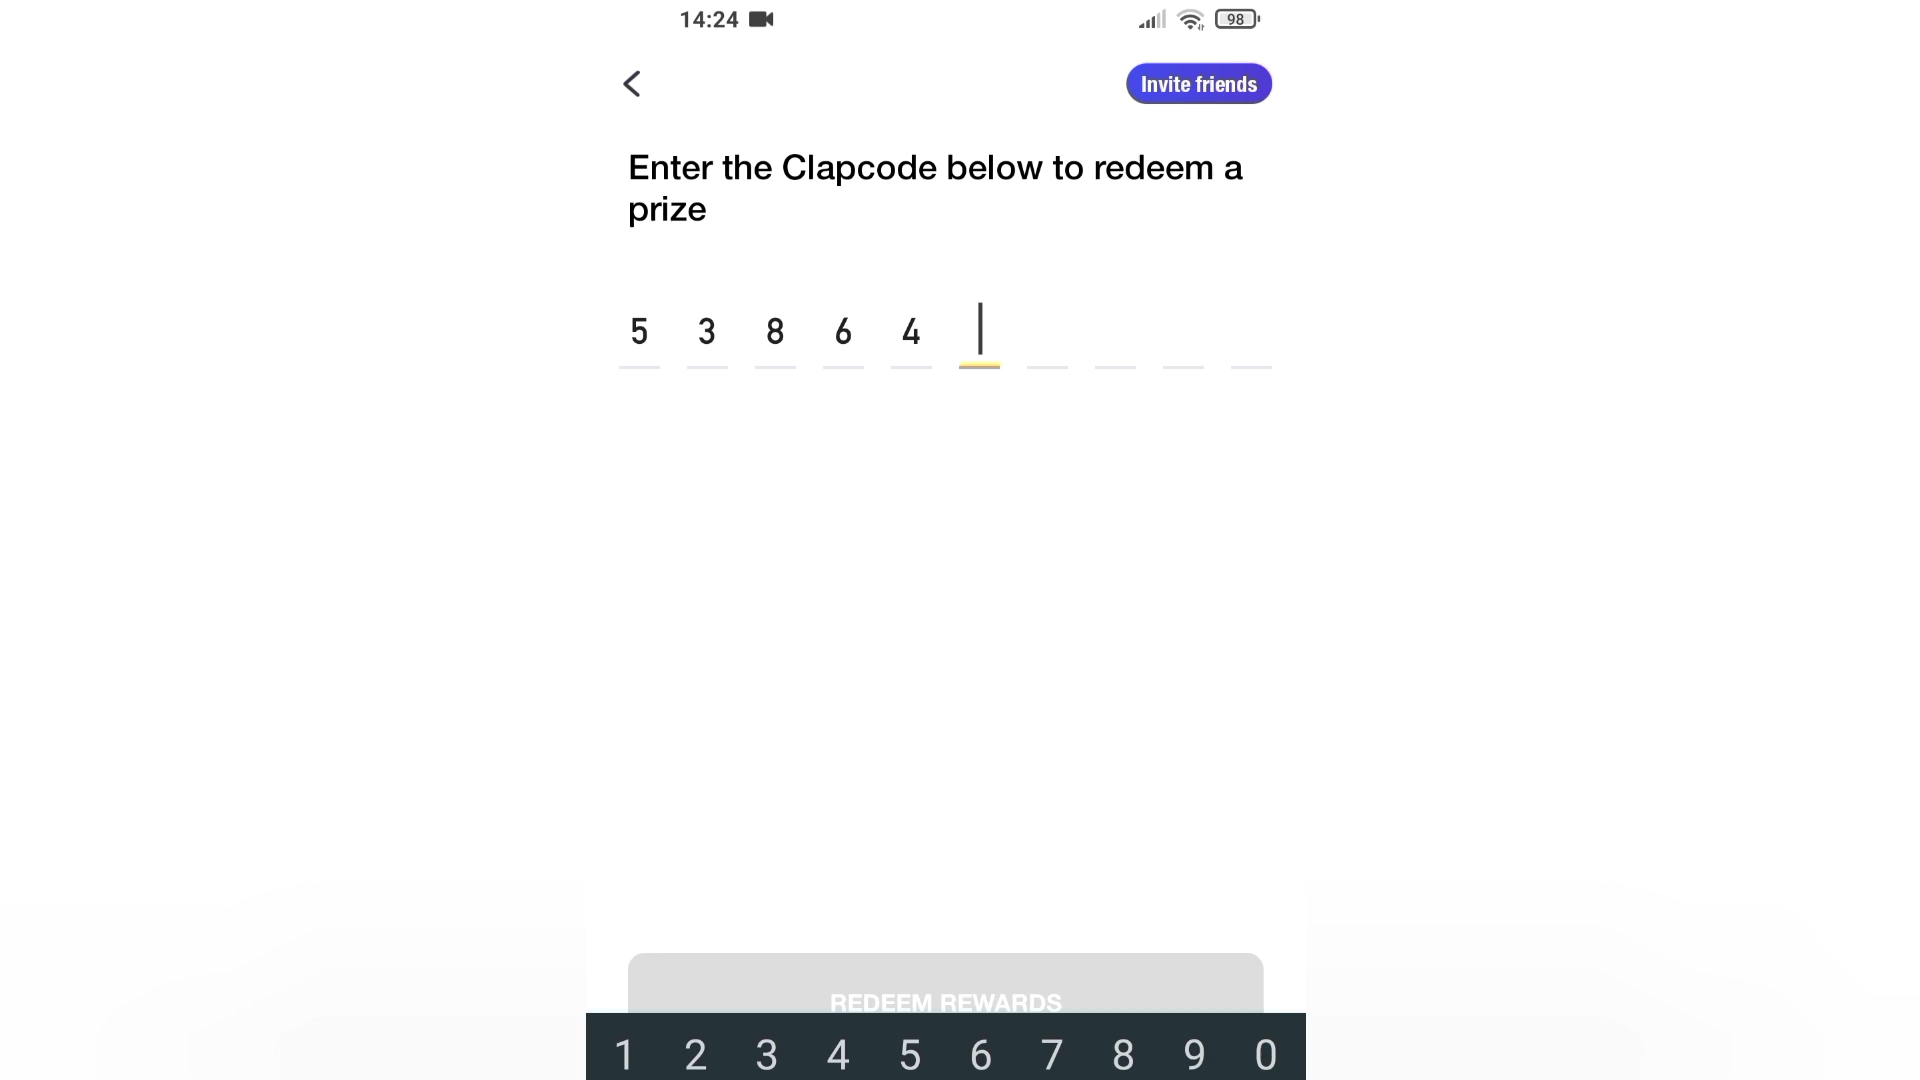 14:24 98
Invite friends
Enter the Clapcode below to redeem a
prize
5 3 8 6 4
REDEEM REWARDS
1 2 3 4 5 6 7 8 9 0